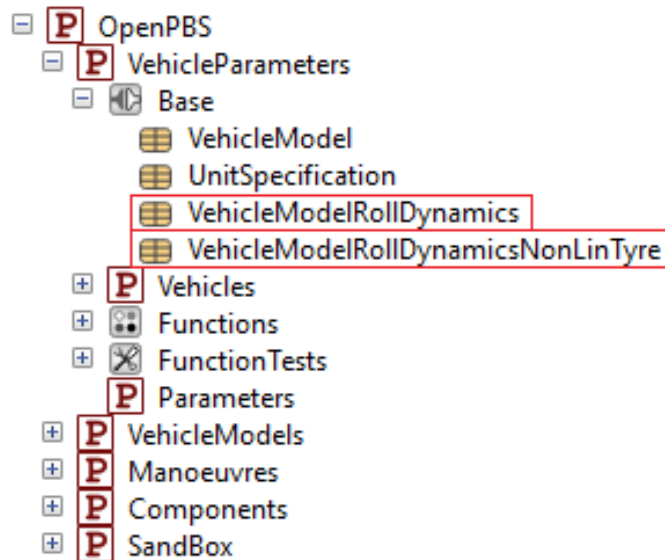 P OpenPBS
P VehicleParameters
Base
VehicleModel
UnitSpecification
VehicleModelRollDynamics
VehicleModelRollDynamicsNonLinTyre
P Vehicles
Functions
FunctionTests
P Parameters
P VehicleModels
P Manoeuvres
P Components
P SandBox